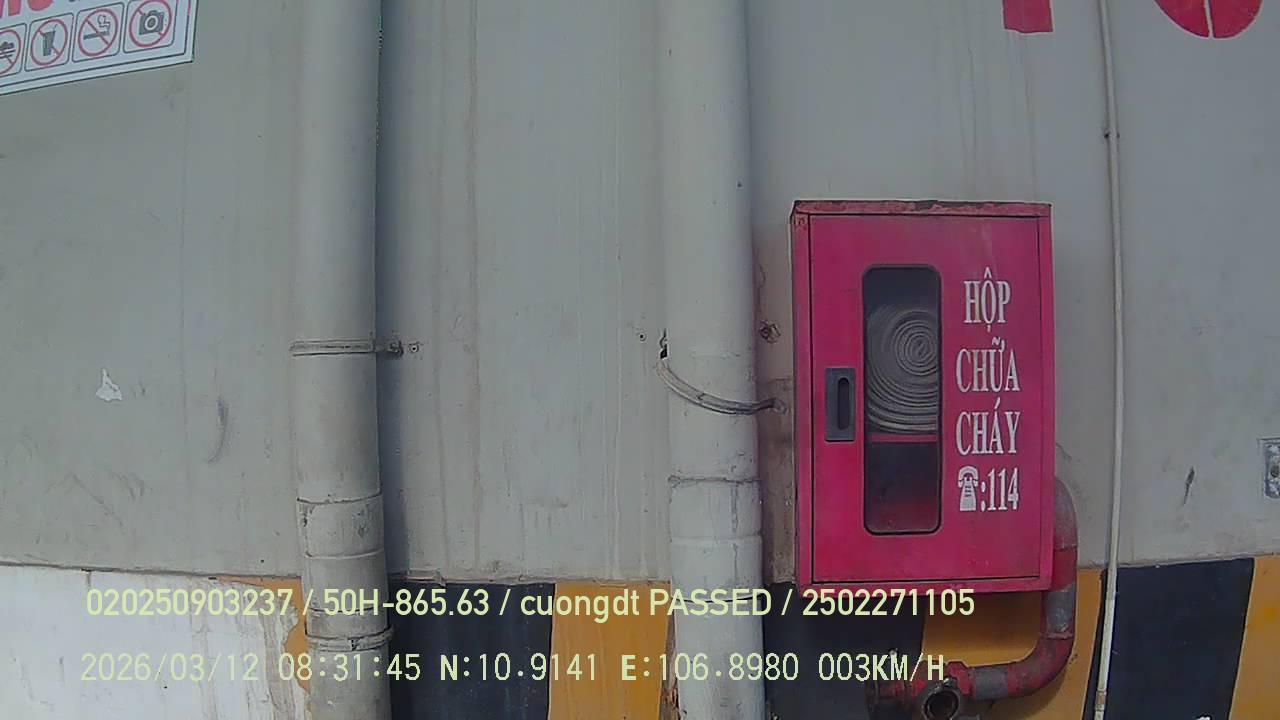 HỘP
CHỮA
CHÁY
☎:114
020250903237 / 50H-865.63 / cuongdt PASSED / 2502271105
2026/03/12 08:31:45 N:10.9141 E:106.8980 003KM/H